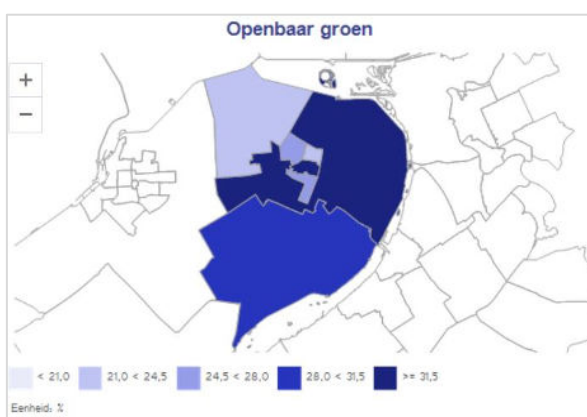 Openbaar groen
+
−
< 21,0 21,0 < 24,5 24,5 < 28,0 28,0 < 31,5 >= 31,5
Eenheid: %